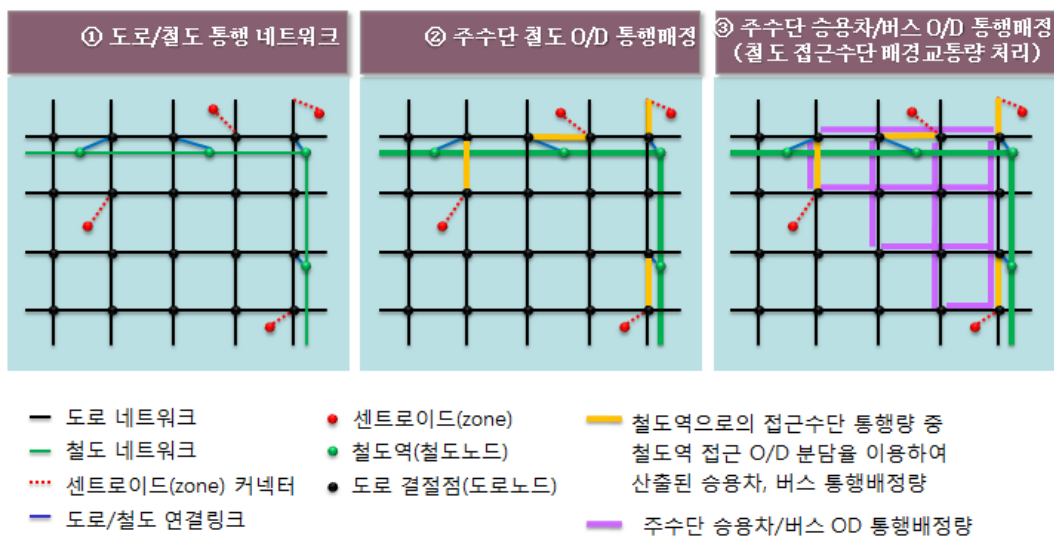 ① 도로/철도 통행 네트워크
② 주수단 철도 O/D 통행배정
③ 주수단 승용차/버스 O/D 통행배정
(철도 접근수단 배경교통량 처리)
도로 네트워크
철도 네트워크
센트로이드(zone) 커넥터
도로/철도 연결링크
센트로이드(zone)
철도역(철도노드)
도로 결절점(도로노드)
철도역으로의 접근수단 통행량 중
철도역 접근 O/D 분담율 이용하여
산출된 승용차, 버스 통행배정량
주수단 승용차/버스 OD 통행배정량